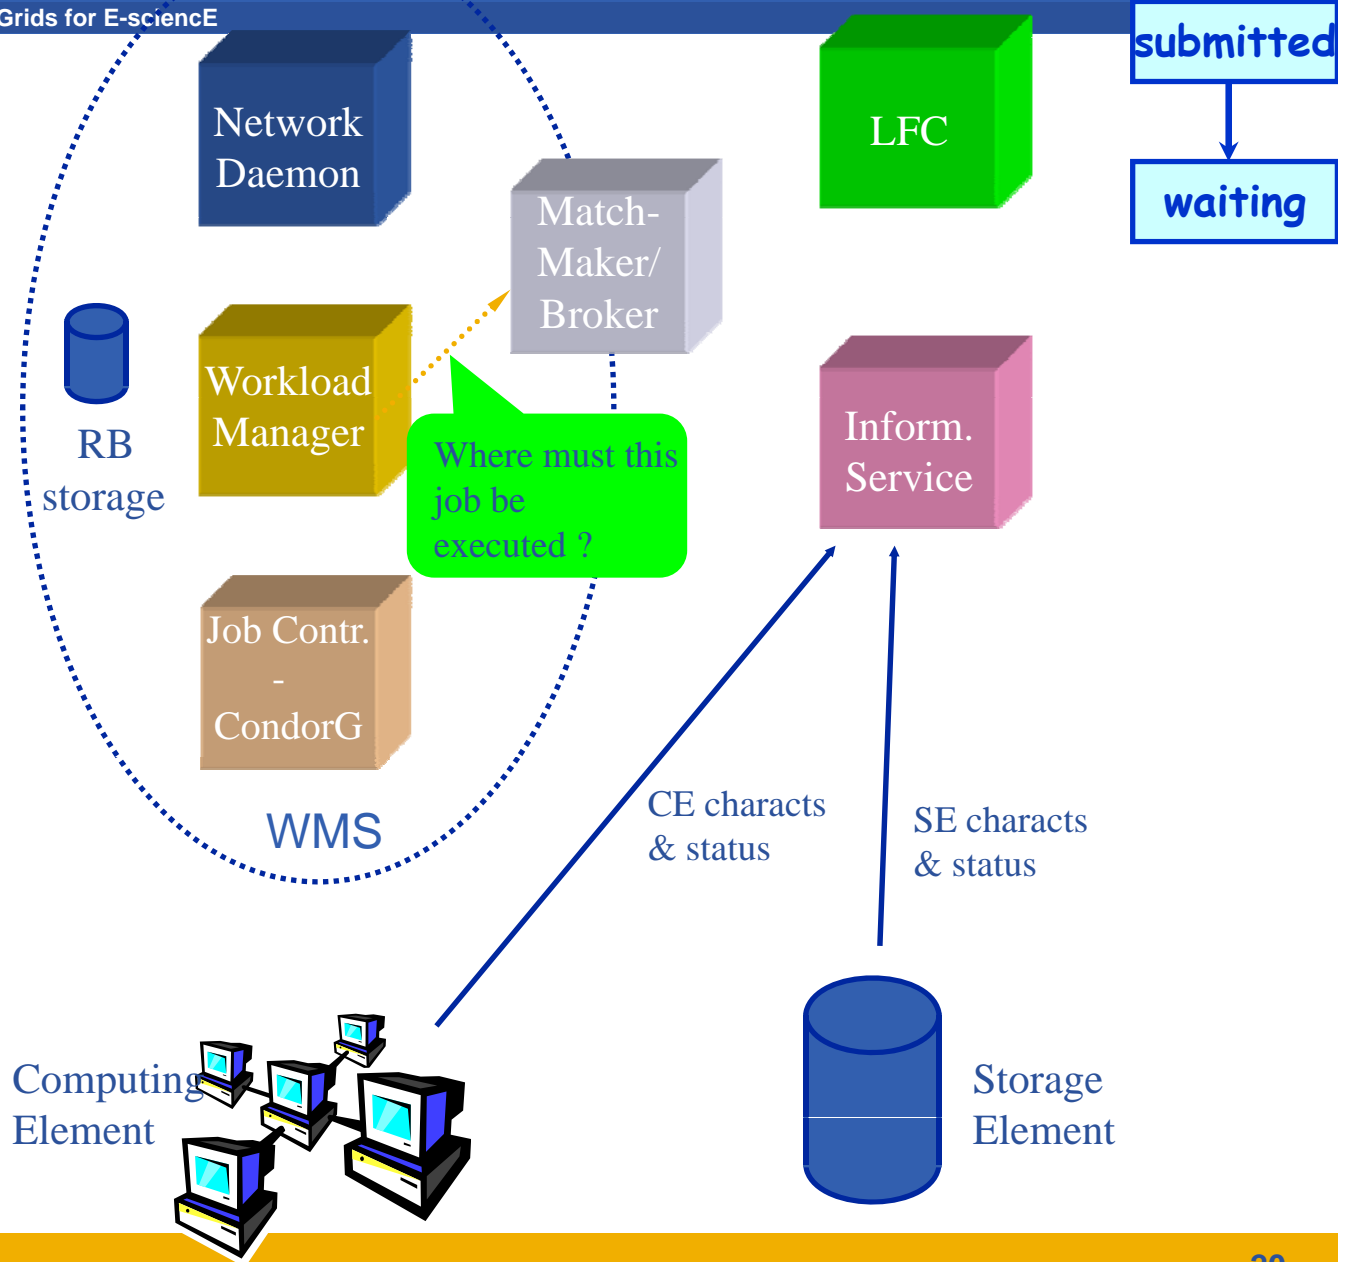 Grids for E-sciencE
submitted
waiting
Network
Daemon
LFC
Match-
Maker/
Broker
Workload
Manager
RB
storage
Where must this
job be
executed ?
Inform.
Service
Job Contr.
-
CondorG
WMS
CE characts
& status
SE characts
& status
Computing
Element
Storage
Element